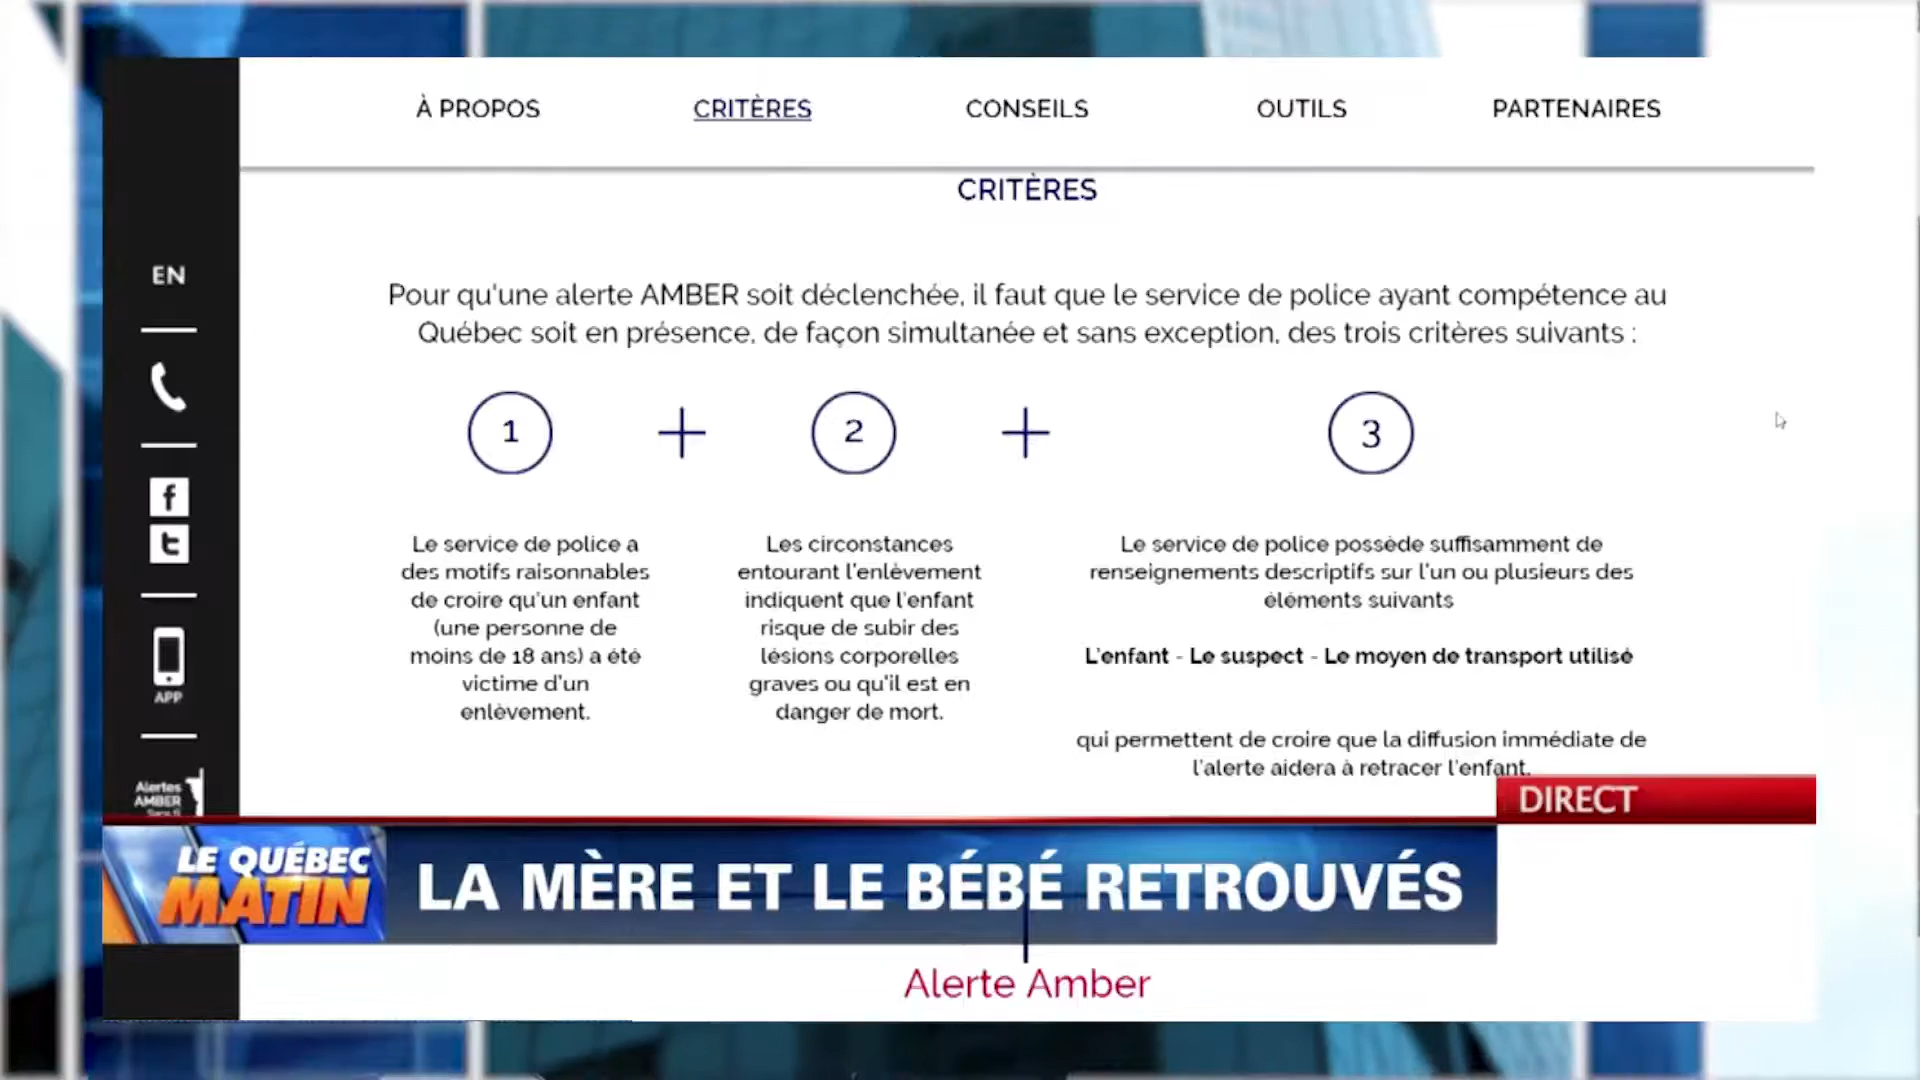 À PROPOS
CRITÈRES
CONSEILS
OUTILS
PARTENAIRES
CRITÈRES
EN
Pour qu'une alerte AMBER soit déclenchée, il faut que le service de police ayant compétence au
Québec soit en présence, de façon simultanée et sans exception, des trois critères suivants :
1
+
2
+
3
Le service de police a
des motifs raisonnables
de croire qu'un enfant
(une personne de
moins de 18 ans) a été
victime d'un
enlèvement.
Les circonstances
entourant l'enlèvement
indiquent que l'enfant
risque de subir des
lésions corporelles
graves ou qu'il est en
danger de mort.
Le service de police possède suffisamment de
renseignements descriptifs sur l'un ou plusieurs des
éléments suivants
L'enfant - Le suspect - Le moyen de transport utilisé
qui permettent de croire que la diffusion immédiate de
l'alerte aidera à retracer l'enfant.
f
t
APP
Alertes
AMBER
DIRECT
LE QUÉBEC
MATIN
LA MÈRE ET LE BÉBÉ RETROUVÉS
Alerte Amber